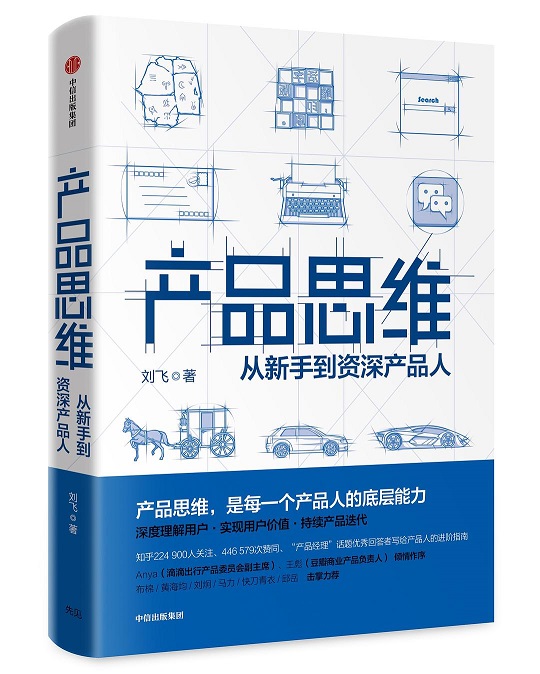 中信出版集团
产品思维
从新手到
资深产品人
刘飞◎著
先见
Search
产品思维
刘飞◎著
从新手到资深产品人
产品思维，是每一个产品人的底层能力
深度理解用户·实现用户价值·持续产品迭代
知乎224 900人关注、446 579次赞同、“产品经理”话题优秀回答者写给产品人的进阶指南
Anya（滴滴出行产品委员会副主席）、王彪（豆瓣商业产品负责人） 倾情作序
布棉/黄海均/刘炯/马力/快刀青衣/邱岳 击掌力荐
中信出版集团